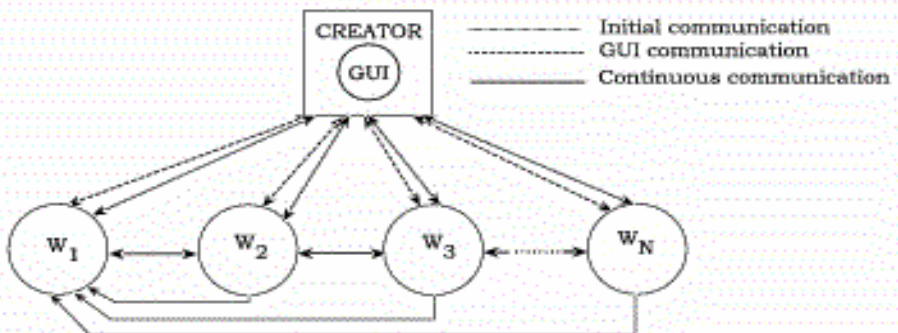 CREATOR
GUI
Initial communication
GUI communication
Continuous communication
W1
W2
W3
WN